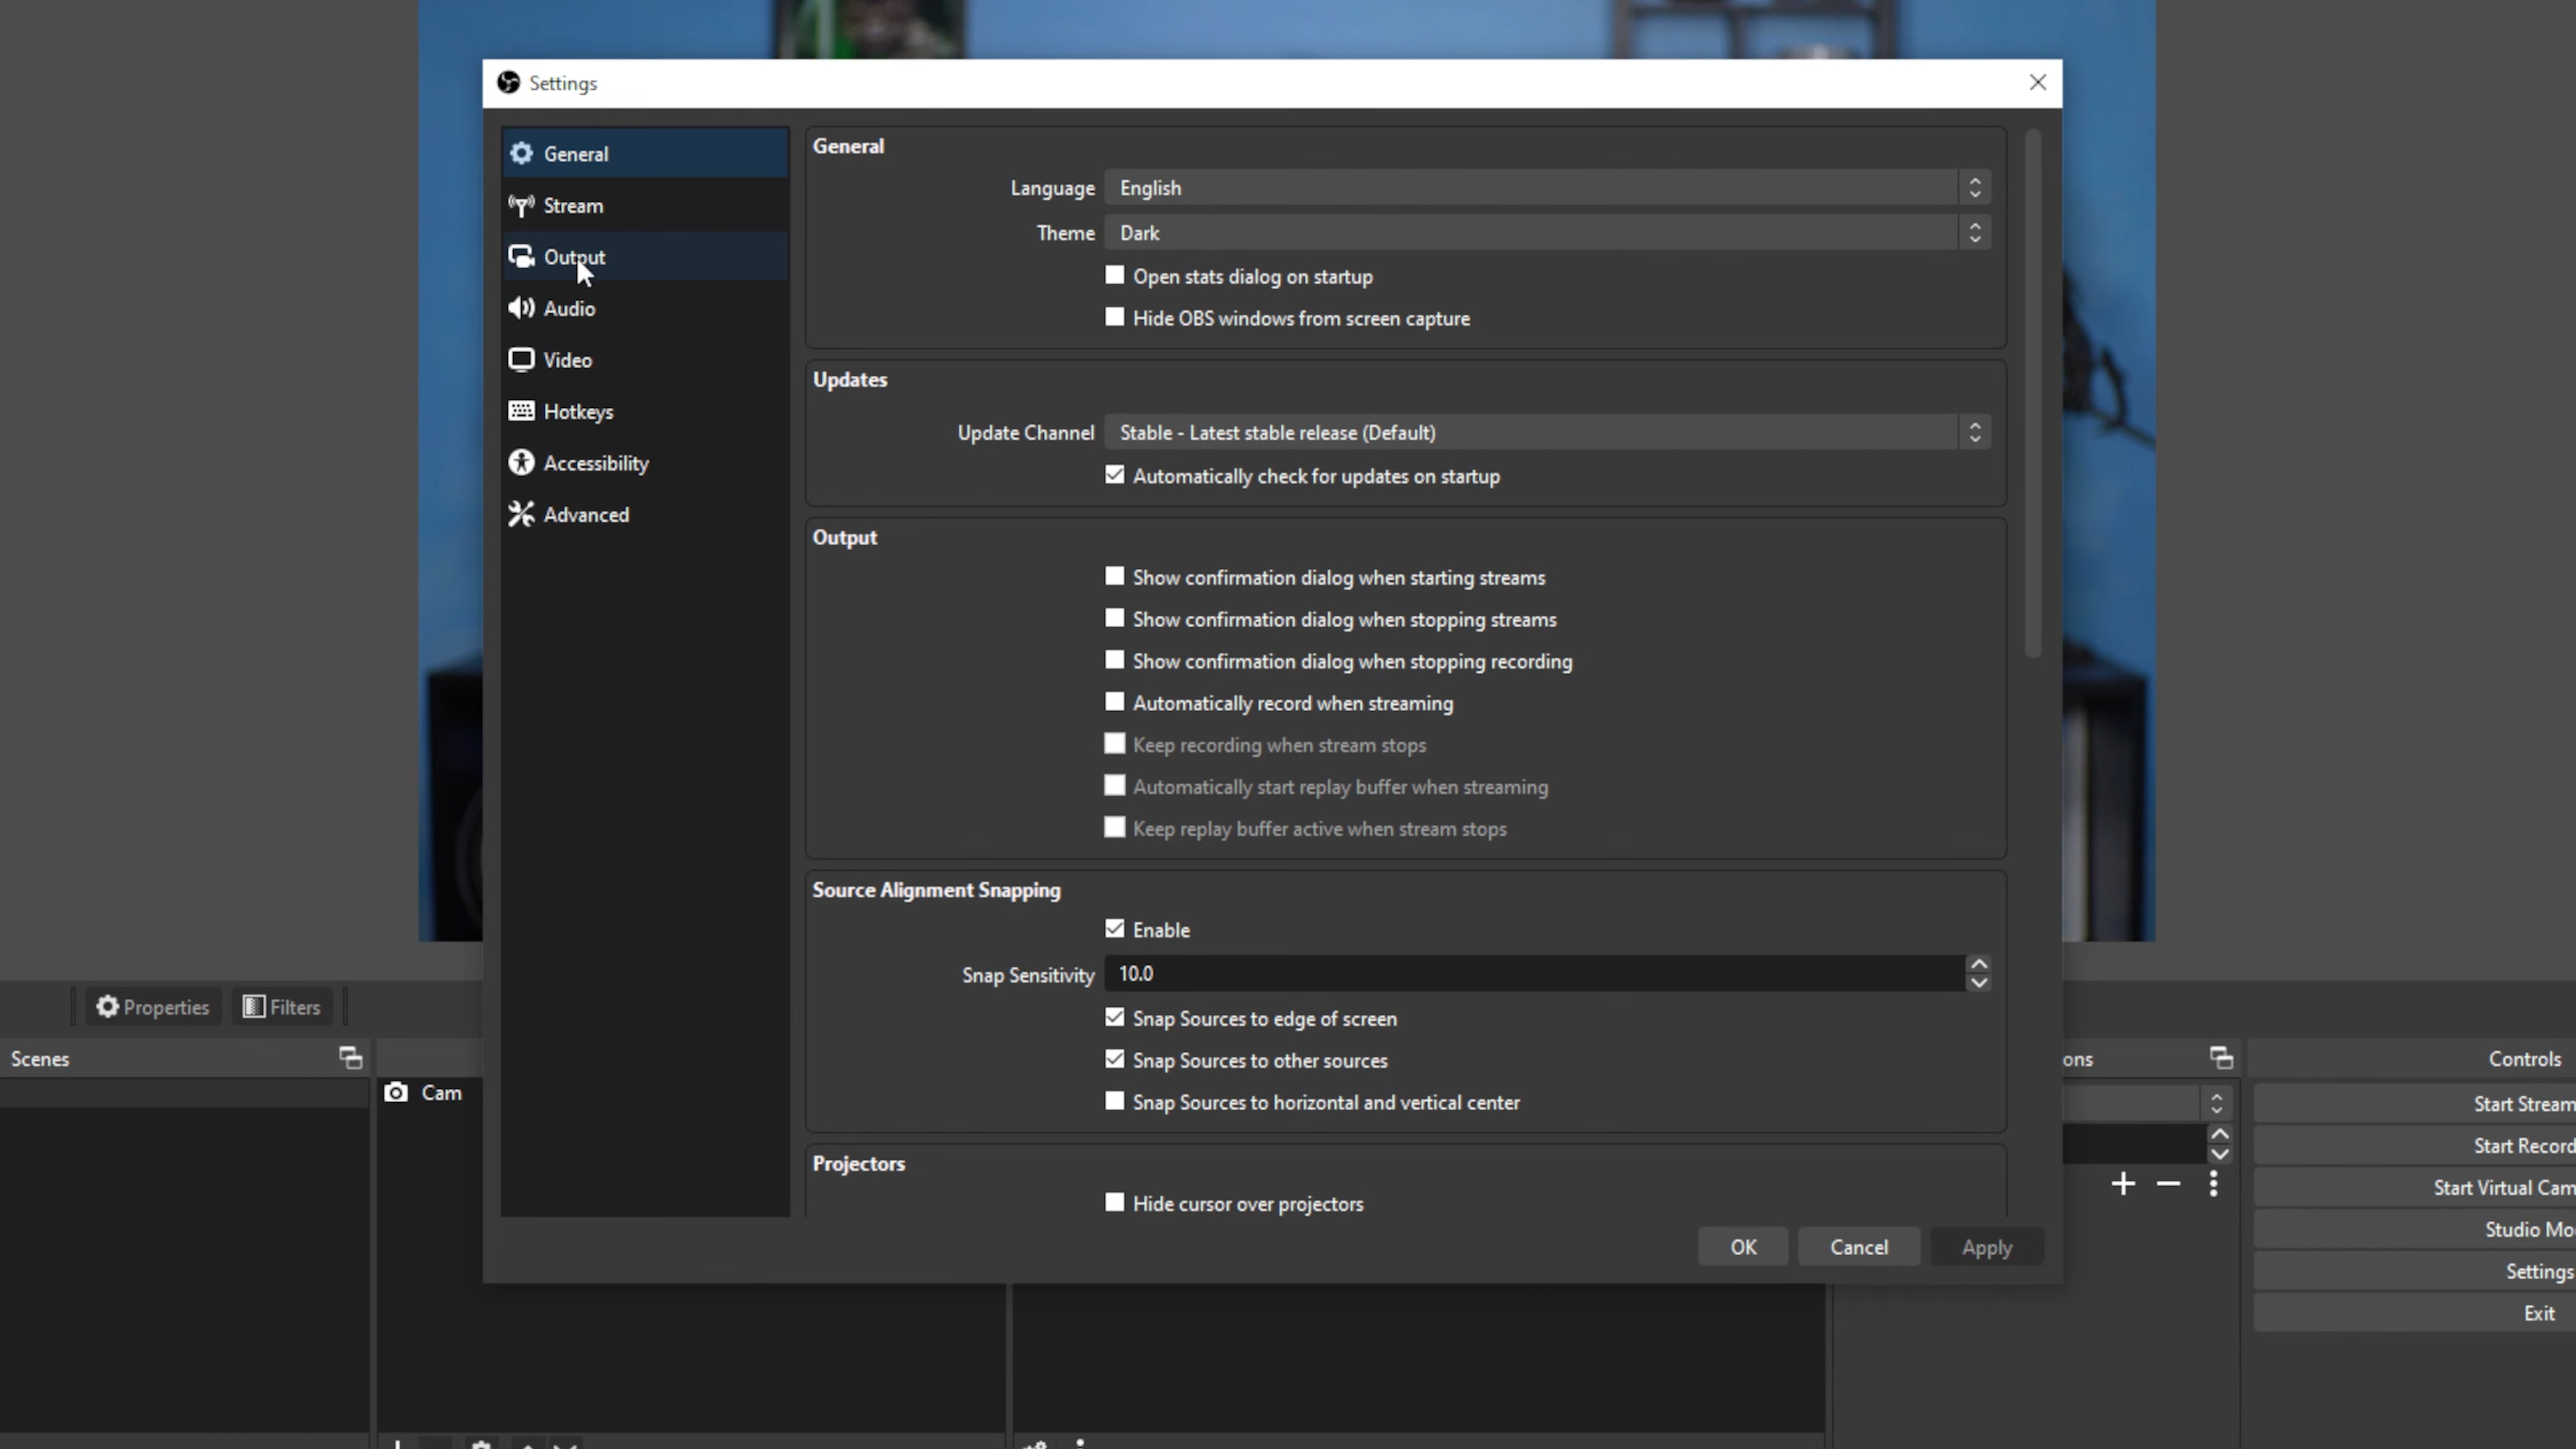 Settings
General
Stream
Output
Audio
Video
Hotkeys
Accessibility
Advanced
General
Language English
Theme Dark
Open stats dialog on startup
Hide OBS windows from screen capture
Updates
Update Channel Stable - Latest stable release (Default)
Automatically check for updates on startup
Output
Show confirmation dialog when starting streams
Show confirmation dialog when stopping streams
Show confirmation dialog when stopping recording
Automatically record when streaming
Keep recording when stream stops
Automatically start replay buffer when streaming
Keep replay buffer active when stream stops
Source Alignment Snapping
Enable
Snap Sensitivity 10.0
Snap Sources to edge of screen
Snap Sources to other sources
Snap Sources to horizontal and vertical center
Projectors
Hide cursor over projectors
OK Cancel Apply
Properties Filters
Scenes
Cam
ons
Controls
Start Stream
Start Record
Start Virtual Cam
Studio Mo
Settings
Exit